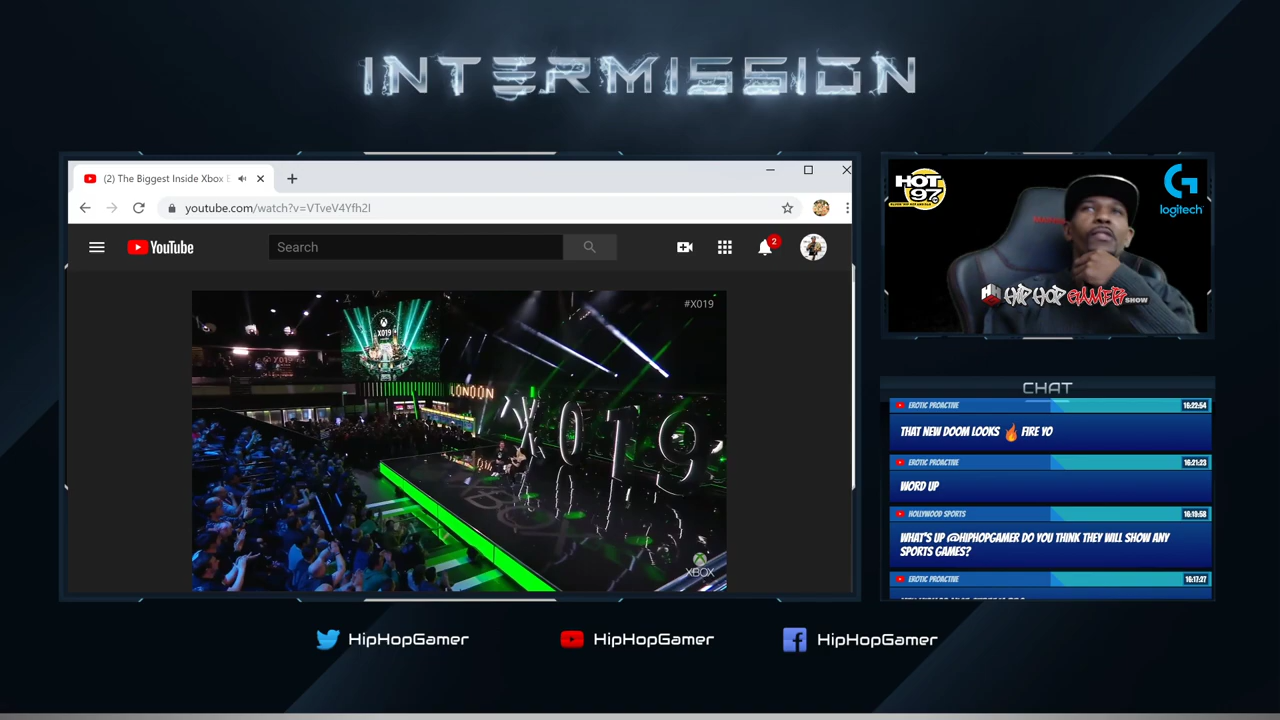 INTERMISSION
(2) The Biggest Inside Xbox E
youtube.com/watch?v=VTveV4Yfh2I
YouTube
Search
2
#XO19
XO19
LONDON
XO19
XBOX
HOT
97
logitech
HIP HOP GAMER SHOW
CHAT
EROTIC PROACTIVE 16:22:54
THAT NEW DOOM LOOKS 🔥 FIRE YO
EROTIC PROACTIVE 16:21:23
WORD UP
HOLLYWOOD SPORTS 16:19:58
WHAT'S UP @HIPHOPGAMER DO YOU THINK THEY WILL SHOW ANY
SPORTS GAMES?
EROTIC PROACTIVE 16:17:27
HipHopGamer
HipHopGamer
HipHopGamer